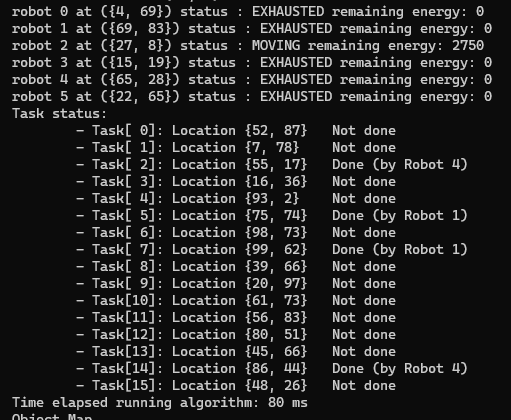 robot 0 at ({4, 69}) status : EXHAUSTED remaining energy: 0
robot 1 at ({69, 83}) status : EXHAUSTED remaining energy: 0
robot 2 at ({27, 8}) status : MOVING remaining energy: 2750
robot 3 at ({15, 19}) status : EXHAUSTED remaining energy: 0
robot 4 at ({65, 28}) status : EXHAUSTED remaining energy: 0
robot 5 at ({22, 65}) status : EXHAUSTED remaining energy: 0
Task status:
- Task[ 0]: Location {52, 87} Not done
- Task[ 1]: Location {7, 78} Not done
- Task[ 2]: Location {55, 17} Done (by Robot 4)
- Task[ 3]: Location {16, 36} Not done
- Task[ 4]: Location {93, 2} Not done
- Task[ 5]: Location {75, 74} Done (by Robot 1)
- Task[ 6]: Location {98, 73} Not done
- Task[ 7]: Location {99, 62} Done (by Robot 1)
- Task[ 8]: Location {39, 66} Not done
- Task[ 9]: Location {20, 97} Not done
- Task[10]: Location {61, 73} Not done
- Task[11]: Location {56, 83} Not done
- Task[12]: Location {80, 51} Not done
- Task[13]: Location {45, 66} Not done
- Task[14]: Location {86, 44} Done (by Robot 4)
- Task[15]: Location {48, 26} Not done
Time elapsed running algorithm: 80 ms
Object Map